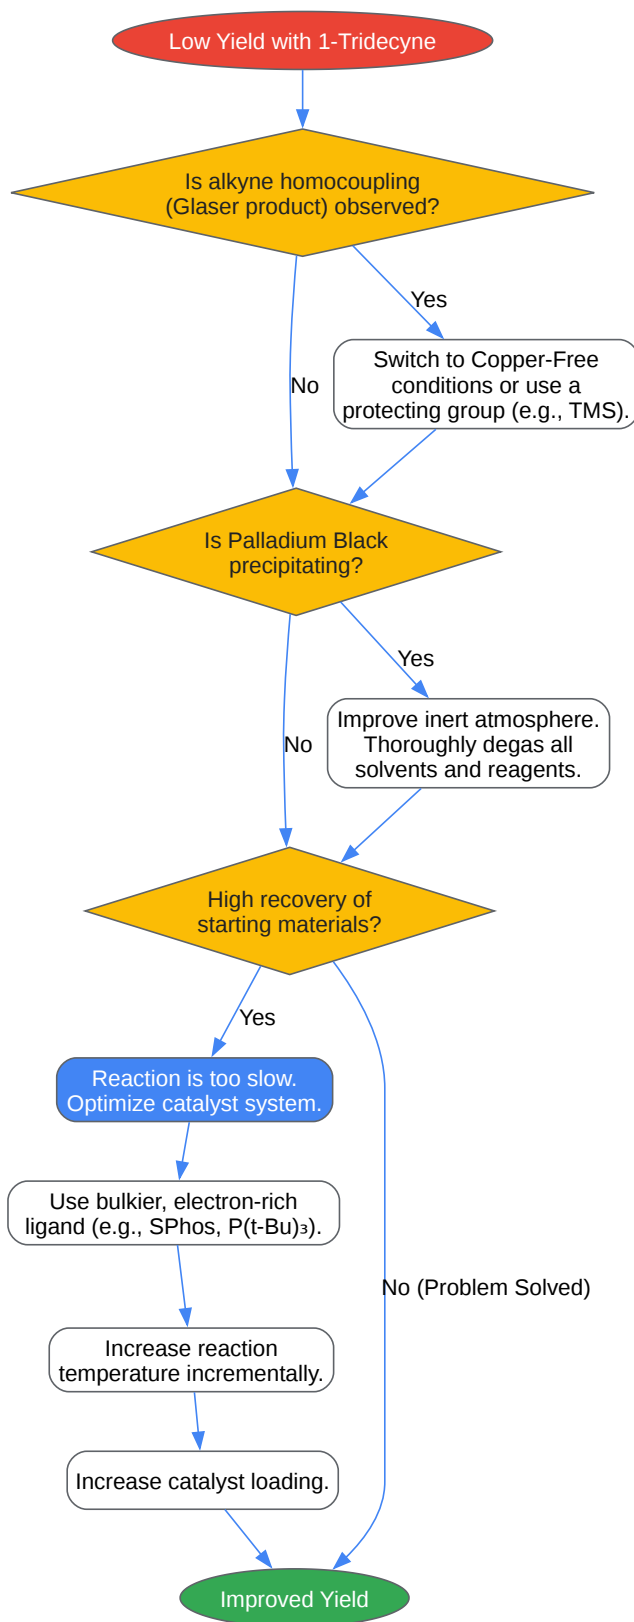 Low Yield with 1-Tridecyne
Is alkyne homocoupling
(Glaser product) observed?
Yes
Switch to Copper-Free
conditions or use a
protecting group (e.g., TMS).
No
Is Palladium Black
precipitating?
Yes
Improve inert atmosphere.
Thoroughly degas all
solvents and reagents.
No
High recovery of
starting materials?
Yes
Reaction is too slow.
Optimize catalyst system.
Use bulkier, electron-rich
ligand (e.g., SPhos, P(t-Bu)₃).
No (Problem Solved)
Increase reaction
temperature incrementally.
Increase catalyst loading.
Improved Yield